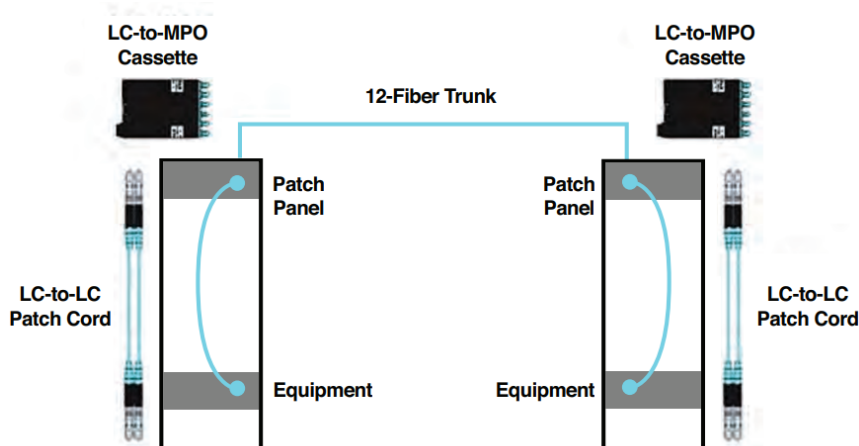 LC-to-MPO
Cassette
LC-to-MPO
Cassette
12-Fiber Trunk
Patch
Panel
Patch
Panel
LC-to-LC
Patch Cord
LC-to-LC
Patch Cord
Equipment
Equipment